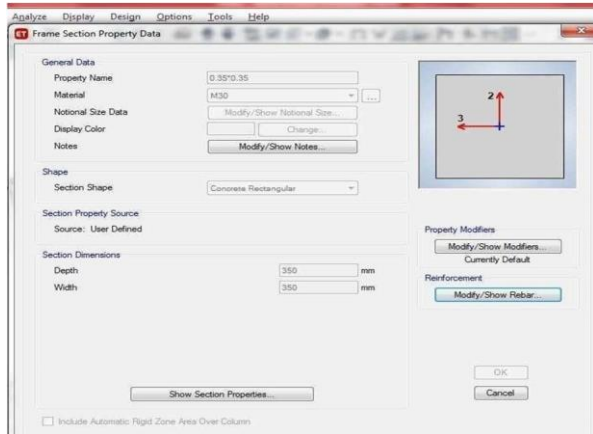 Analyze Display Design Options Tools Help
ET Frame Section Property Data
General Data
Property Name 0.35*0.35
Material M30 ...
Notional Size Data Modify/Show Notional Size...
Display Color Change...
Notes Modify/Show Notes...
2
3
Shape
Section Shape Concrete Rectangular
Section Property Source
Source: User Defined
Property Modifiers
Modify/Show Modifiers...
Currently Default
Section Dimensions
Depth 350 mm
Width 350 mm
Reinforcement
Modify/Show Rebar...
OK
Show Section Properties...
Cancel
Include Automatic Rigid Zone Area Over Column